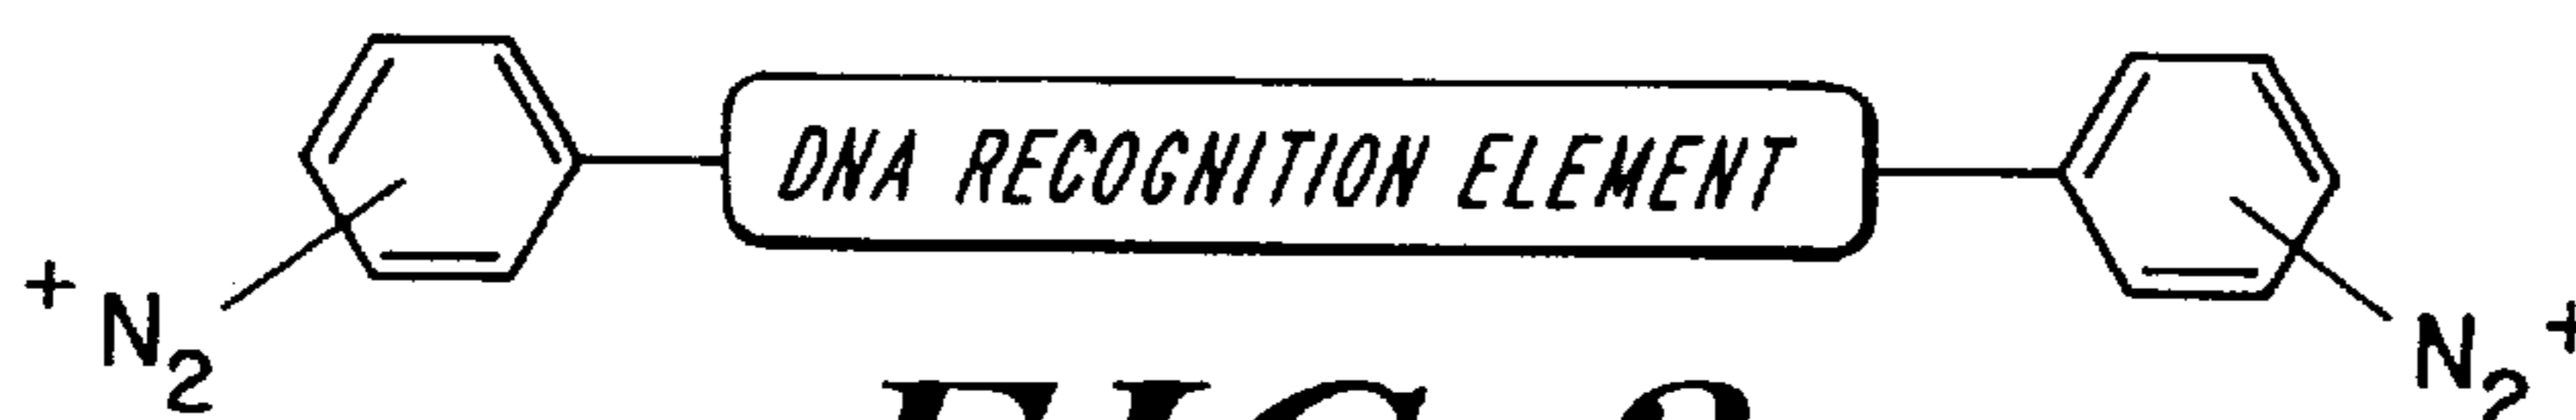 DNA RECOGNITION ELEMENT
+N2 N2+